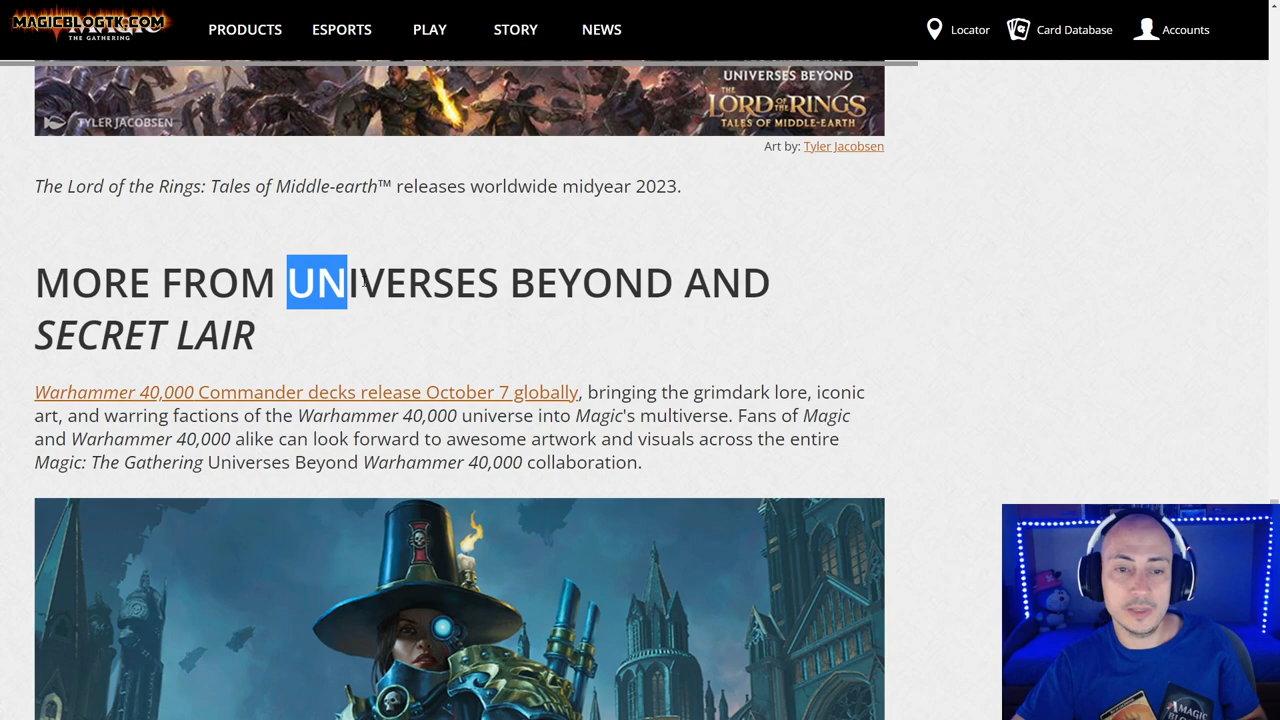 MAGICBLOGTK.COM
THE GATHERING
PRODUCTS ESPORTS PLAY STORY NEWS Locator Card Database Accounts
UNIVERSES BEYOND
THE
LORD OF THE RINGS
TALES OF MIDDLE-EARTH
TYLER JACOBSEN
Art by: Tyler Jacobsen
The Lord of the Rings: Tales of Middle-earth™ releases worldwide midyear 2023.
MORE FROM UNIVERSES BEYOND AND
SECRET LAIR
Warhammer 40,000 Commander decks release October 7 globally, bringing the grimdark lore, iconic
art, and warring factions of the Warhammer 40,000 universe into Magic's multiverse. Fans of Magic
and Warhammer 40,000 alike can look forward to awesome artwork and visuals across the entire
Magic: The Gathering Universes Beyond Warhammer 40,000 collaboration.